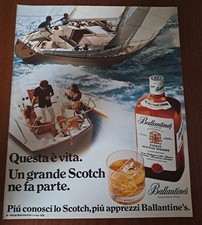 Questa è vita.
Un grande Scotch
ne fa parte.
Ballantine's
Ballantine's
Più conosci lo Scotch, più apprezzi Ballantine's.